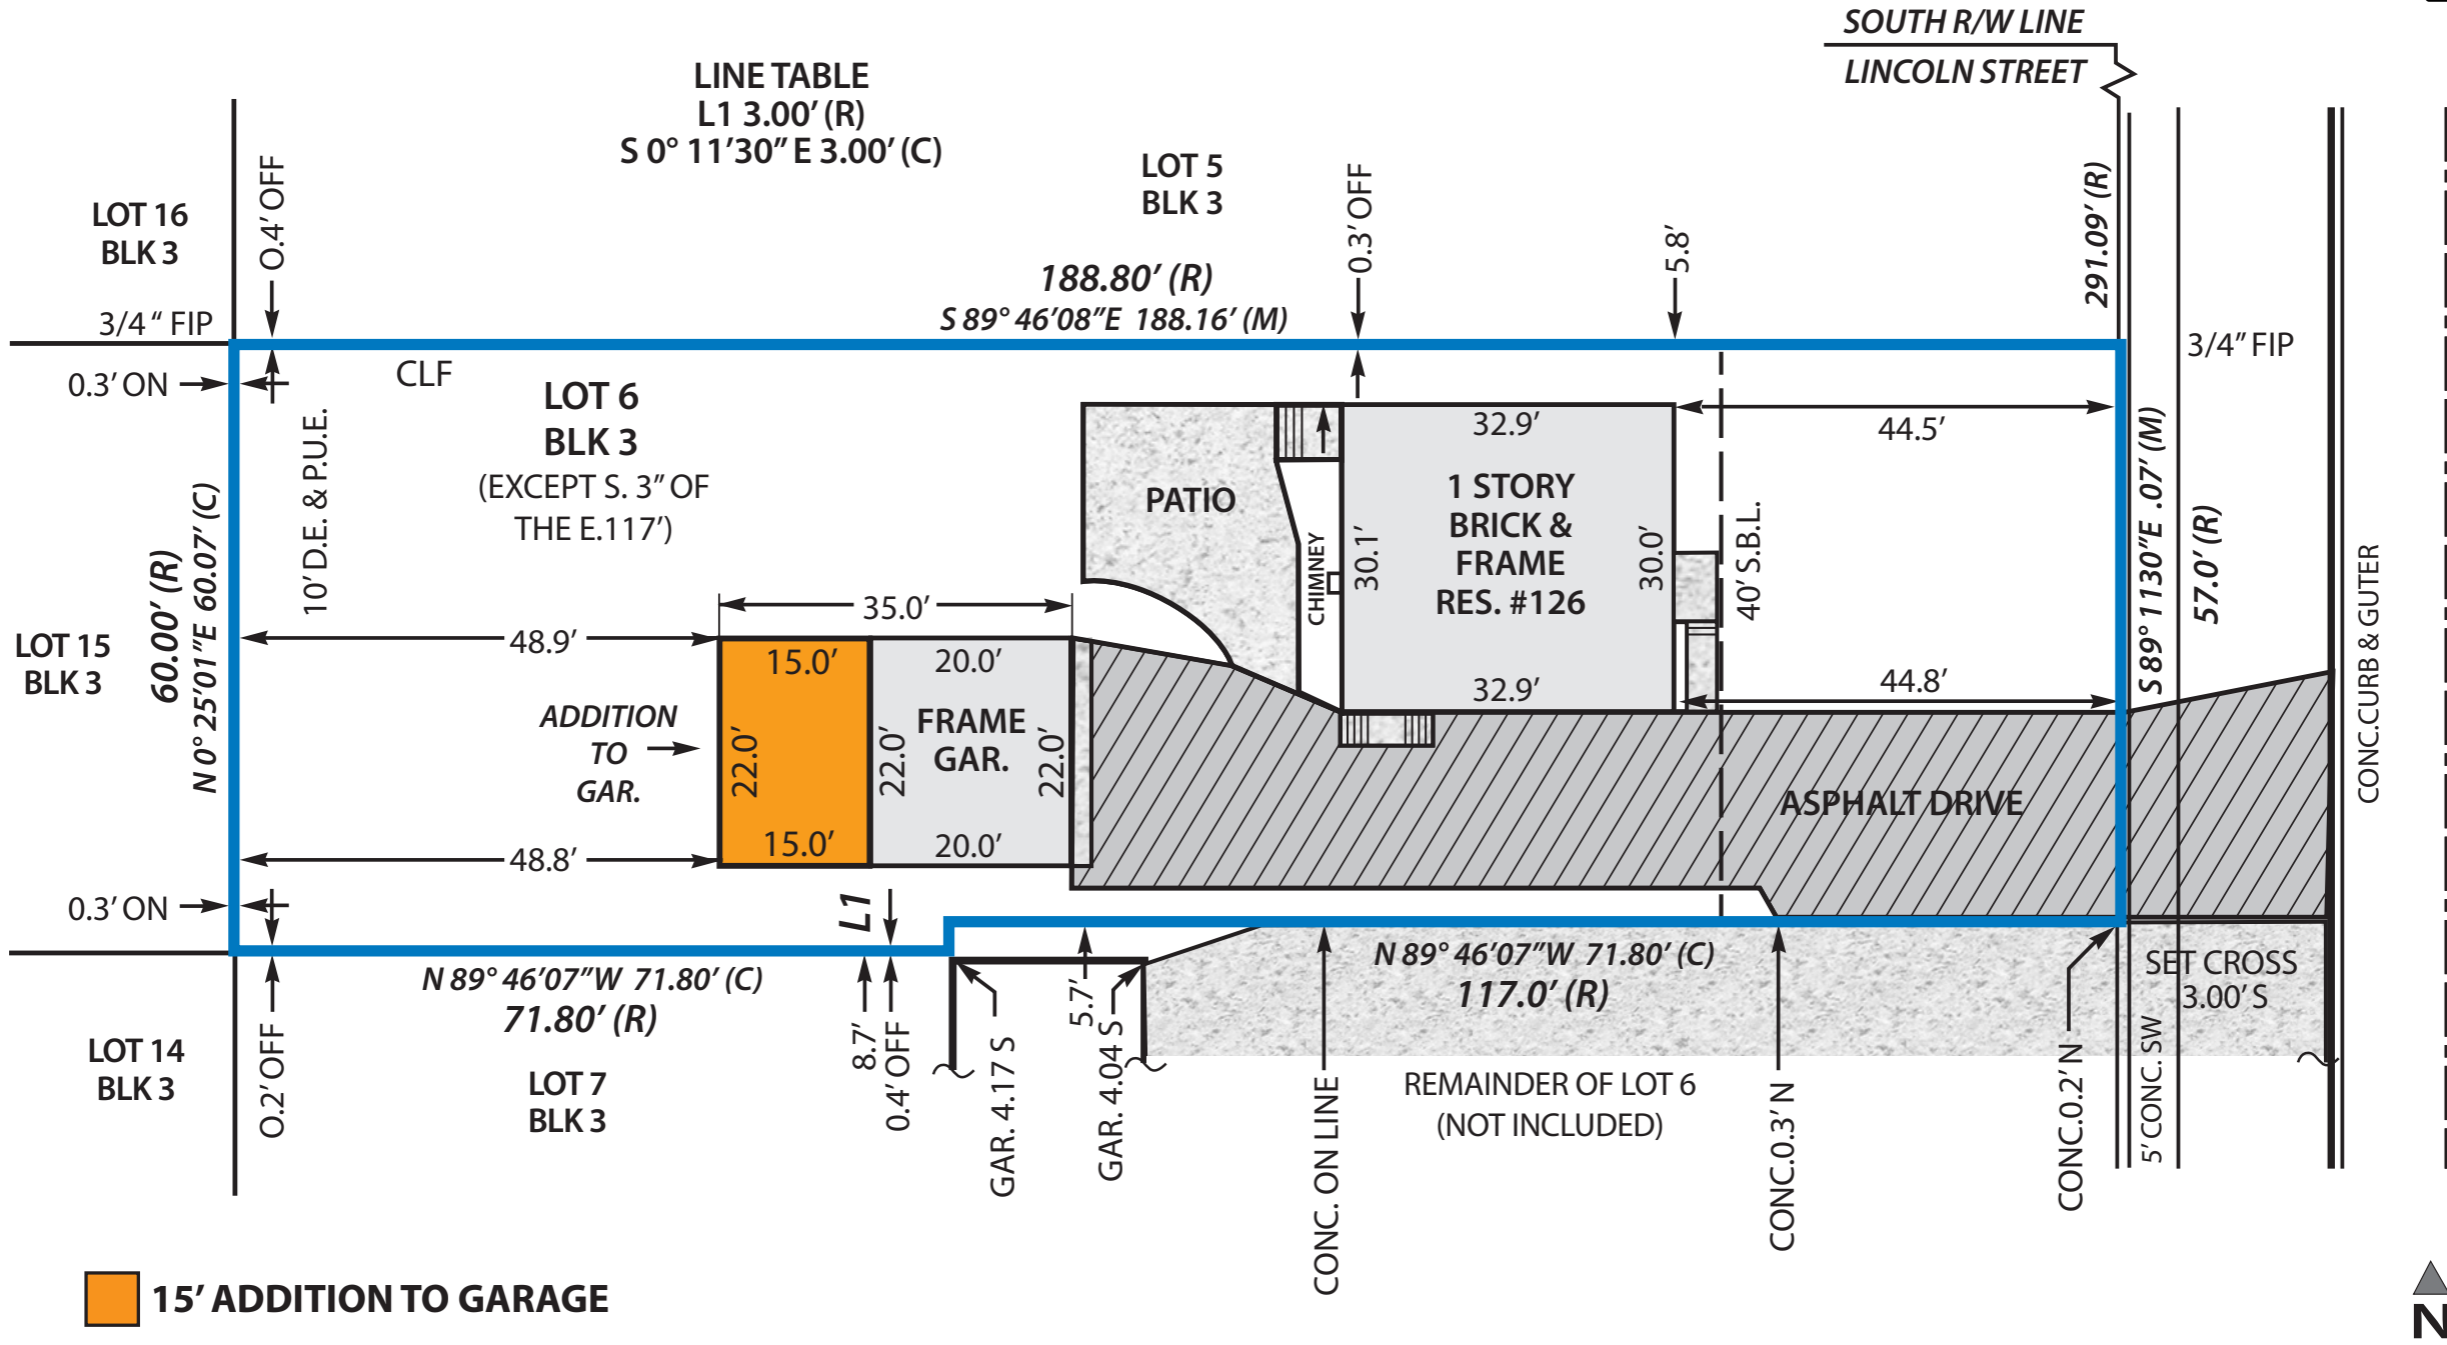 SOUTH R/W LINE
LINCOLN STREET
LINE TABLE
L1 3.00' (R)
S 0° 11'30" E 3.00' (C)
LOT 5
BLK 3
LOT 16
BLK 3
O.4' OFF
0.3' OFF
5.8'
291.09' (R)
188.80' (R)
S 89° 46'08"E 188.16' (M)
3/4" FIP
3/4" FIP
0.3' ON
CLF
LOT 6
BLK 3
(EXCEPT S. 3" OF
THE E.117')
10' D.E. & P.U.E.
60.00' (R)
N 0° 25'01"E 60.07' (C)
LOT 15
BLK 3
PATIO
CHIMNEY
32.9'
1 STORY
BRICK &
FRAME
RES. #126
30.1'
30.0'
32.9'
44.5'
40' S.B.L.
44.8'
S 89° 1130"E .07' (M)
57.0' (R)
CONC.CURB & GUTER
35.0'
48.9'
15.0'
20.0'
ADDITION
TO
GAR.
22.0'
22.0'
FRAME
GAR.
22.0'
15.0'
20.0'
48.8'
ASPHALT DRIVE
0.3' ON
L1
N 89° 46'07"W 71.80' (C)
71.80' (R)
N 89° 46'07"W 71.80' (C)
117.0' (R)
SET CROSS
3.00' S
LOT 14
BLK 3
O.2' OFF
LOT 7
BLK 3
8.7'
0.4' OFF
GAR. 4.17 S
5.7'
GAR. 4.04 S
CONC. ON LINE
REMAINDER OF LOT 6
(NOT INCLUDED)
CONC.0.3' N
CONC.0.2' N
5' CONC. SW
15' ADDITION TO GARAGE
N